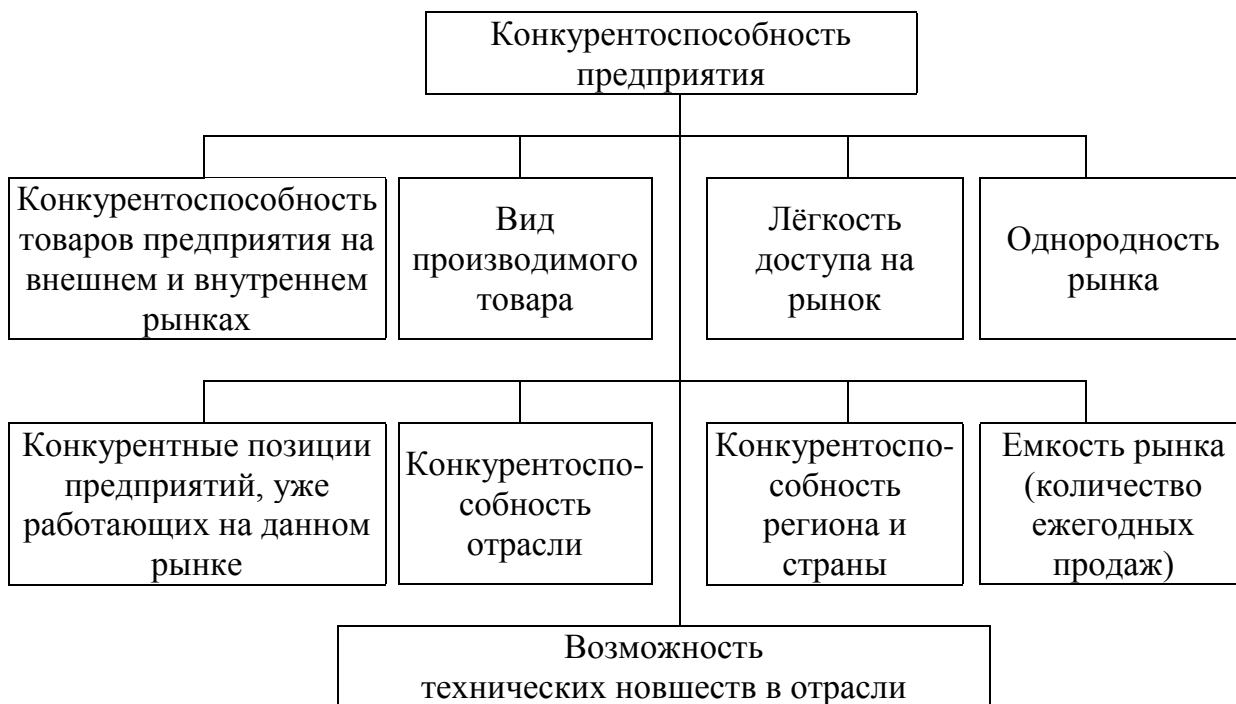 Конкурентоспособность
предприятия
Конкурентоспособность
товаров предприятия на
внешнем и внутреннем
рынках
Вид
производимого
товара
Лёгкость
доступа на
рынок
Однородность
рынка
Конкурентные позиции
предприятий, уже
работающих на данном
рынке
Конкурентоспо-
собность
отрасли
Конкурентоспо-
собность
региона и
страны
Емкость рынка
(количество
ежегодных
продаж)
Возможность
технических новшеств в отрасли